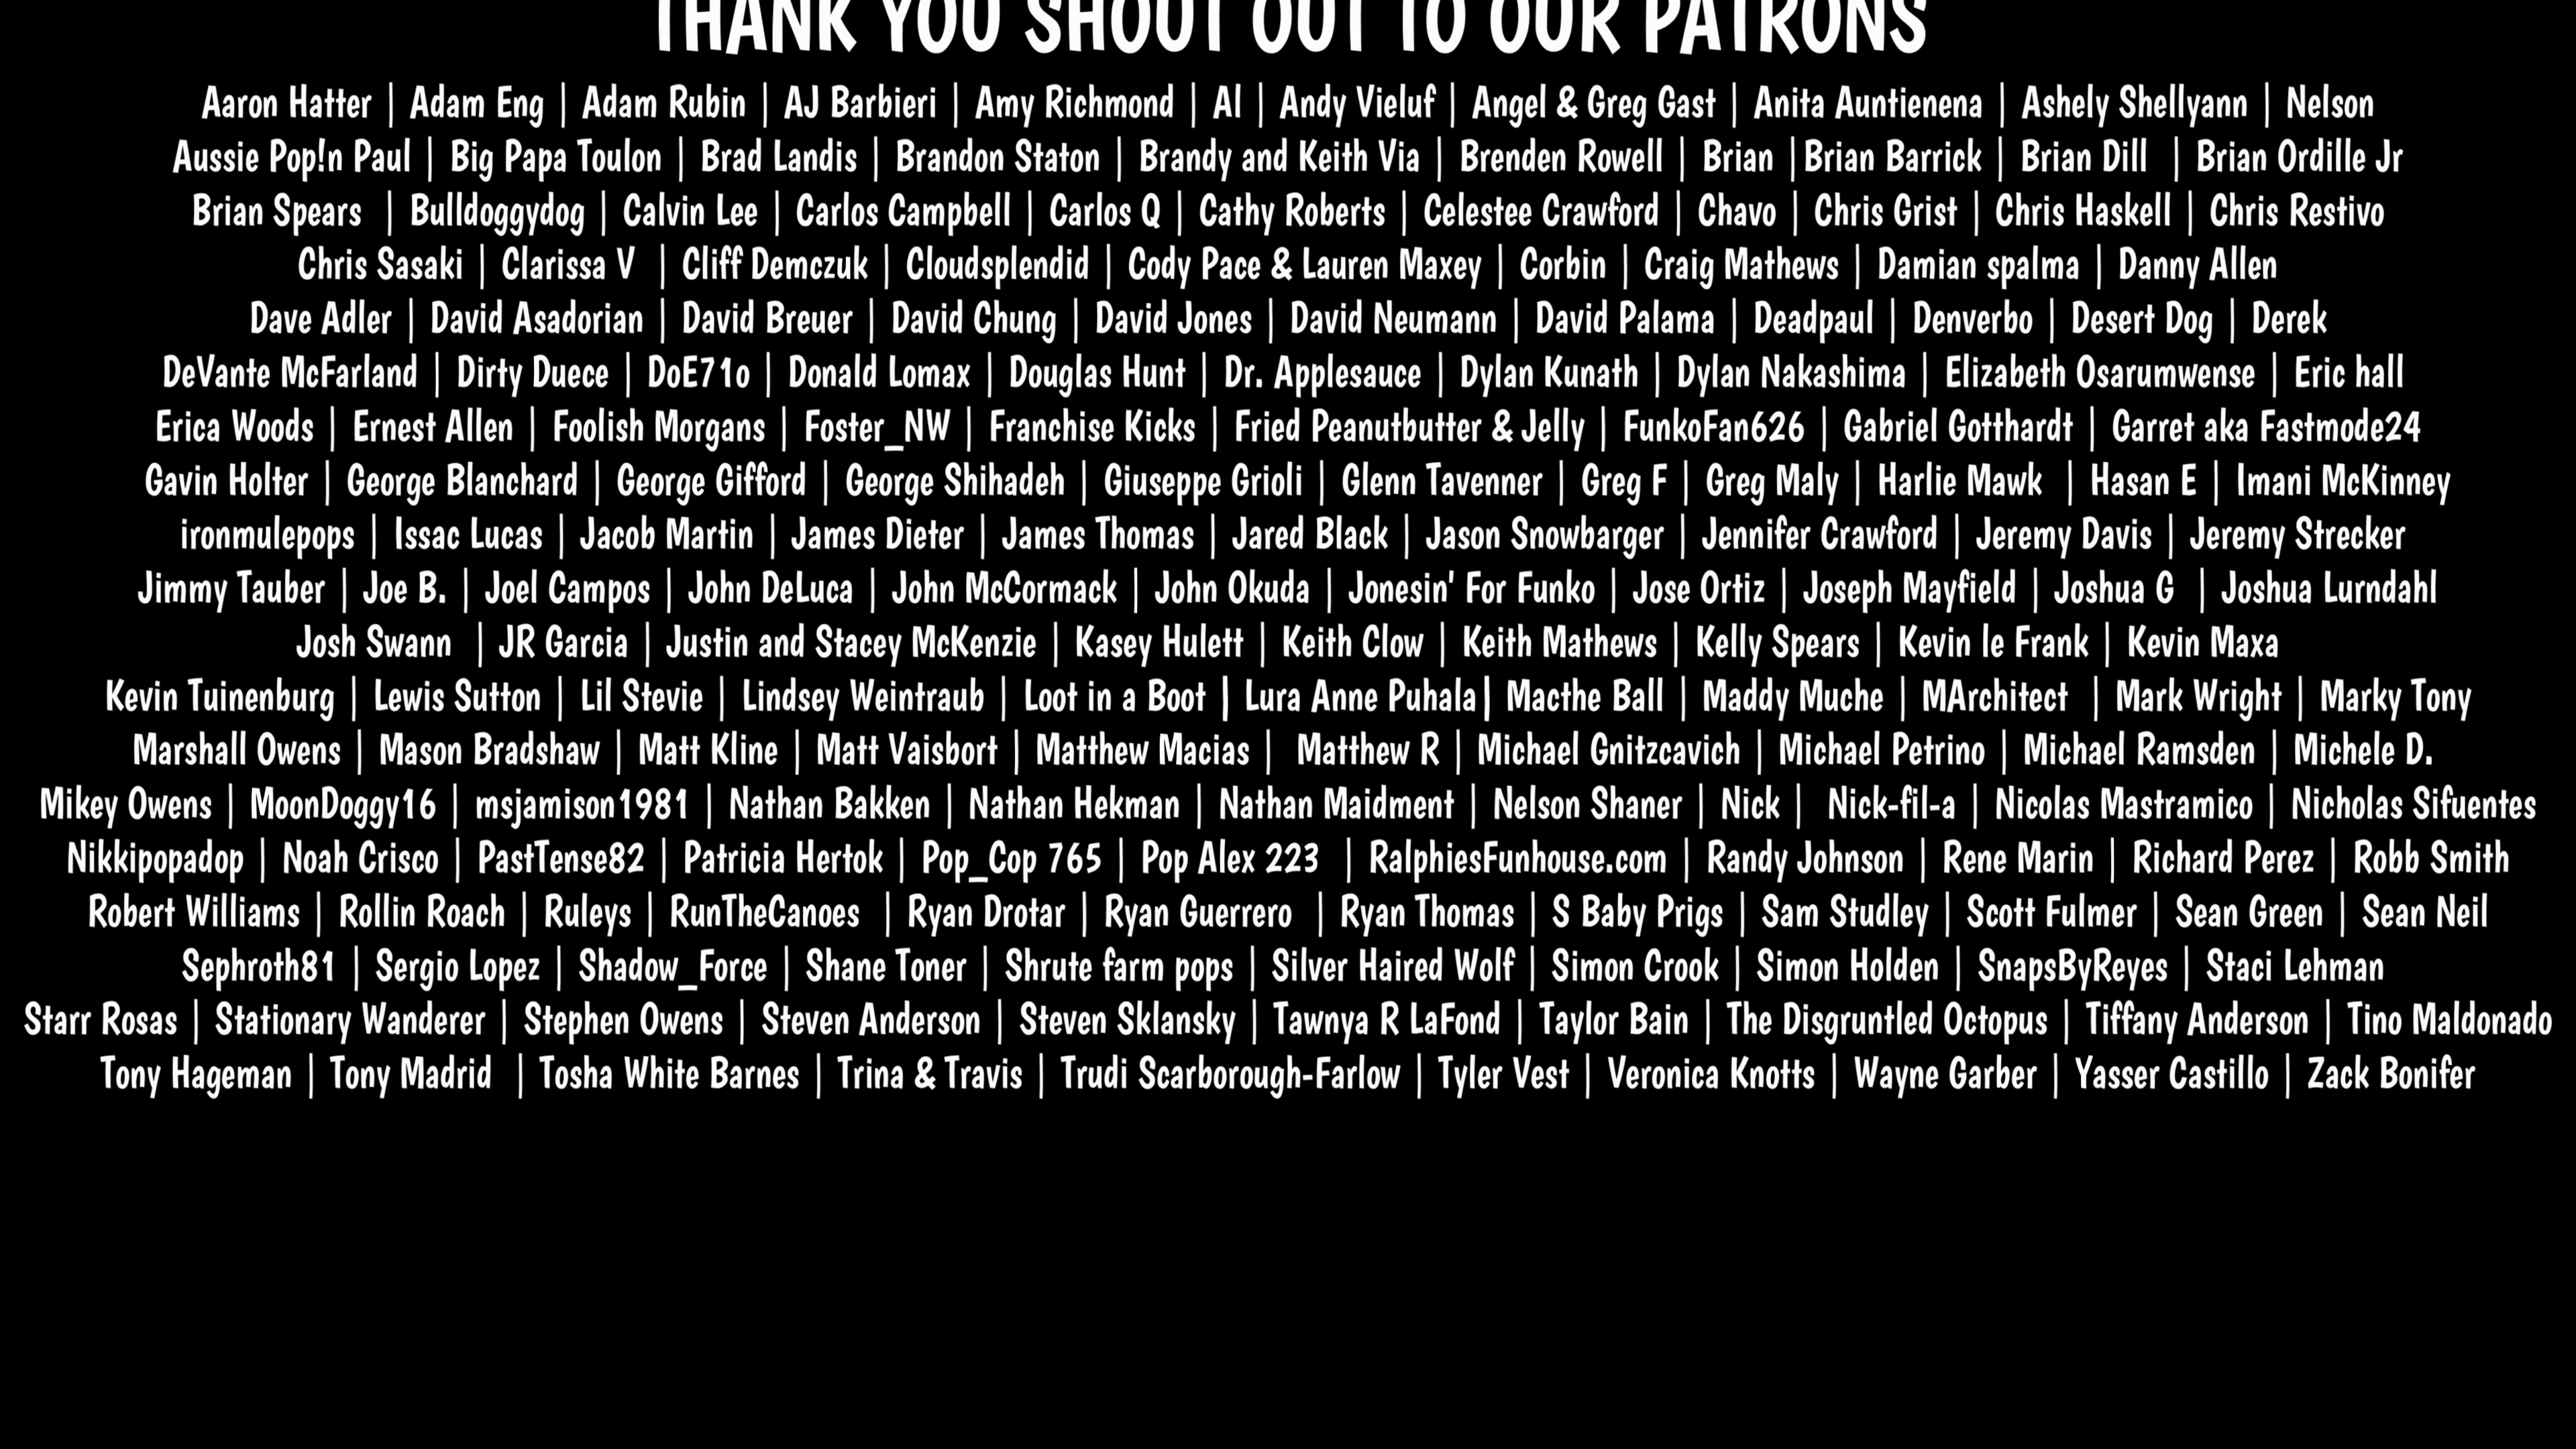 THANK YOU SHOUT OUT TO OUR PATRONS
Aaron Hatter | Adam Eng | Adam Rubin | AJ Barbieri | Amy Richmond | Al | Andy Vieluf | Angel & Greg Gast | Anita Auntienena | Ashely Shellyann | Nelson
Aussie Pop!n Paul | Big Papa Toulon | Brad Landis | Brandon Staton | Brandy and Keith Via | Brenden Rowell | Brian |Brian Barrick | Brian Dill | Brian Ordille Jr
Brian Spears | Bulldoggydog | Calvin Lee | Carlos Campbell | Carlos Q | Cathy Roberts | Celestee Crawford | Chavo | Chris Grist | Chris Haskell | Chris Restivo
Chris Sasaki | Clarissa V | Cliff Demczuk | Cloudsplendid | Cody Pace & Lauren Maxey | Corbin | Craig Mathews | Damian spalma | Danny Allen
Dave Adler | David Asadorian | David Breuer | David Chung | David Jones | David Neumann | David Palama | Deadpaul | Denverbo | Desert Dog | Derek
DeVante McFarland | Dirty Duece | DoE71o | Donald Lomax | Douglas Hunt | Dr. Applesauce | Dylan Kunath | Dylan Nakashima | Elizabeth Osarumwense | Eric hall
Erica Woods | Ernest Allen | Foolish Morgans | Foster_NW | Franchise Kicks | Fried Peanutbutter & Jelly | FunkoFan626 | Gabriel Gotthardt | Garret aka Fastmode24
Gavin Holter | George Blanchard | George Gifford | George Shihadeh | Giuseppe Grioli | Glenn Tavenner | Greg F | Greg Maly | Harlie Mawk | Hasan E | Imani McKinney
ironmulepops | Issac Lucas | Jacob Martin | James Dieter | James Thomas | Jared Black | Jason Snowbarger | Jennifer Crawford | Jeremy Davis | Jeremy Strecker
Jimmy Tauber | Joe B. | Joel Campos | John DeLuca | John McCormack | John Okuda | Jonesin' For Funko | Jose Ortiz | Joseph Mayfield | Joshua G | Joshua Lurndahl
Josh Swann | JR Garcia | Justin and Stacey McKenzie | Kasey Hulett | Keith Clow | Keith Mathews | Kelly Spears | Kevin le Frank | Kevin Maxa
Kevin Tuinenburg | Lewis Sutton | Lil Stevie | Lindsey Weintraub | Loot in a Boot | Lura Anne Puhala| Macthe Ball | Maddy Muche | MArchitect | Mark Wright | Marky Tony
Marshall Owens | Mason Bradshaw | Matt Kline | Matt Vaisbort | Matthew Macias | Matthew R | Michael Gnitzcavich | Michael Petrino | Michael Ramsden | Michele D.
Mikey Owens | MoonDoggy16 | msjamison1981 | Nathan Bakken | Nathan Hekman | Nathan Maidment | Nelson Shaner | Nick | Nick-fil-a | Nicolas Mastramico | Nicholas Sifuentes
Nikkipopadop | Noah Crisco | PastTense82 | Patricia Hertok | Pop_Cop 765 | Pop Alex 223 | RalphiesFunhouse.com | Randy Johnson | Rene Marin | Richard Perez | Robb Smith
Robert Williams | Rollin Roach | Ruleys | RunTheCanoes | Ryan Drotar | Ryan Guerrero | Ryan Thomas | S Baby Prigs | Sam Studley | Scott Fulmer | Sean Green | Sean Neil
Sephroth81 | Sergio Lopez | Shadow_Force | Shane Toner | Shrute farm pops | Silver Haired Wolf | Simon Crook | Simon Holden | SnapsByReyes | Staci Lehman
Starr Rosas | Stationary Wanderer | Stephen Owens | Steven Anderson | Steven Sklansky | Tawnya R LaFond | Taylor Bain | The Disgruntled Octopus | Tiffany Anderson | Tino Maldonado
Tony Hageman | Tony Madrid | Tosha White Barnes | Trina & Travis | Trudi Scarborough-Farlow | Tyler Vest | Veronica Knotts | Wayne Garber | Yasser Castillo | Zack Bonifer